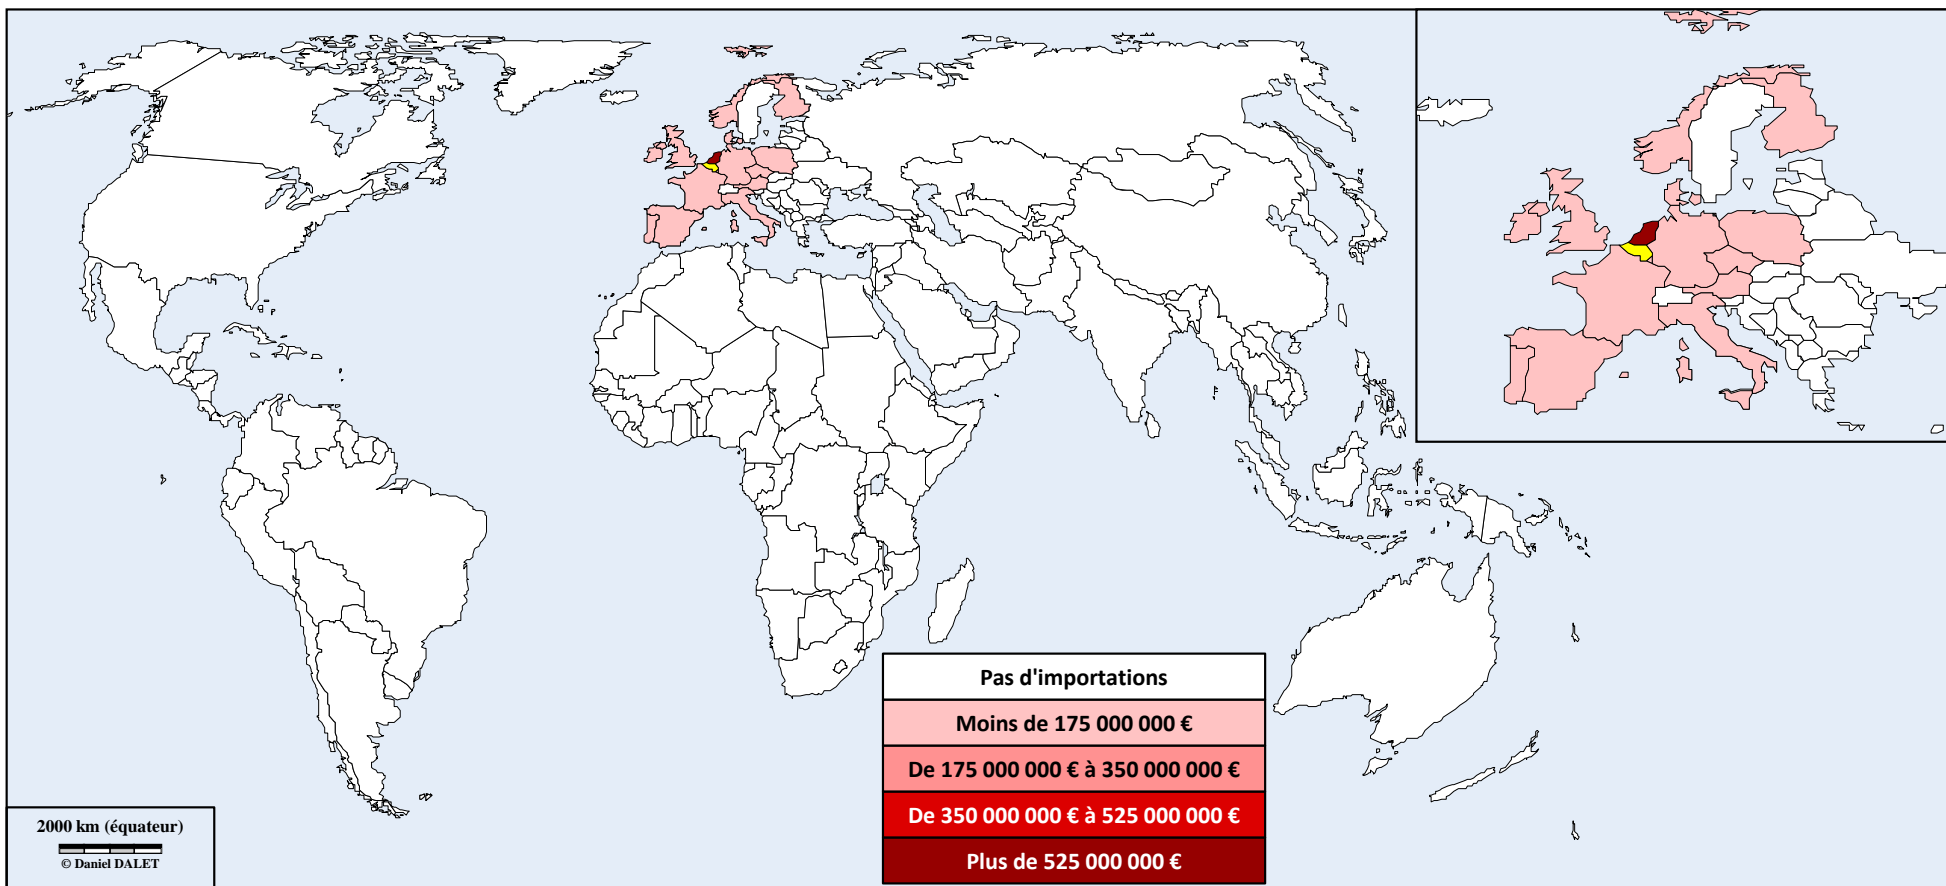 Pas d'importations
Moins de 175 000 000 €
De 175 000 000 € à 350 000 000 €
De 350 000 000 € à 525 000 000 €
Plus de 525 000 000 €
2000 km (équateur)
© Daniel DALET